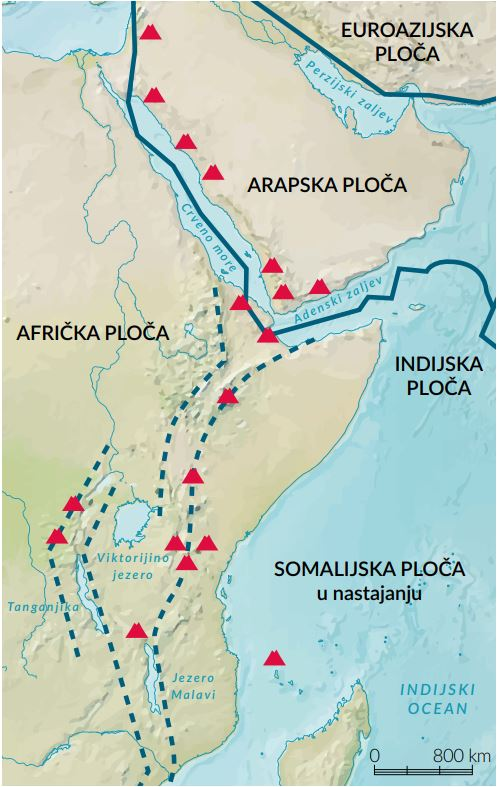 EUROAZIJSKA
PLOČA
Perzijski zaljev
ARAPSKA PLOČA
Crveno more
Adenski zaljev
AFRIČKA PLOČA
INDIJSKA
PLOČA
Viktorijino
jezero
SOMALIJSKA PLOČA
u nastajanju
Tanganjika
Jezero
Malavi
INDIJSKI
OCEAN
0 800 km